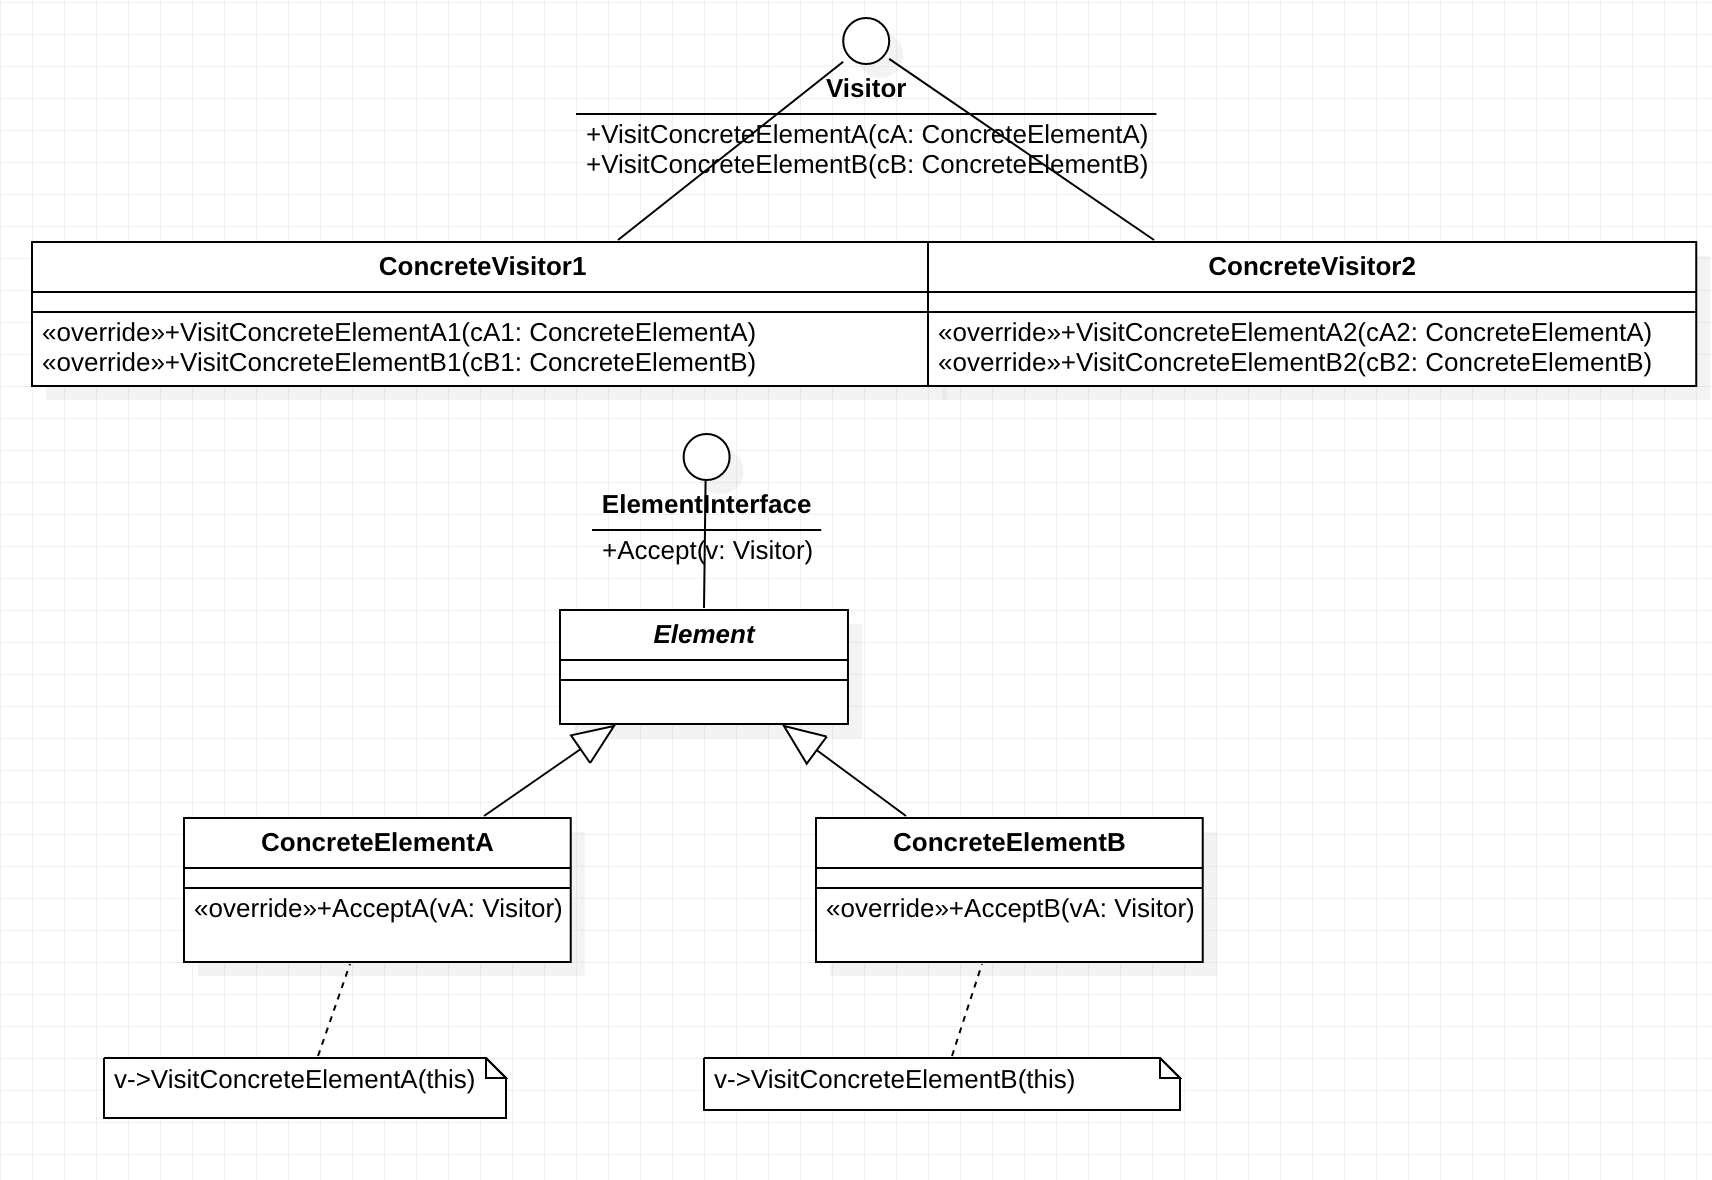 Visitor
+VisitConcreteElementA(cA: ConcreteElementA)
+VisitConcreteElementB(cB: ConcreteElementB)
ConcreteVisitor1
«override»+VisitConcreteElementA1(cA1: ConcreteElementA)
«override»+VisitConcreteElementB1(cB1: ConcreteElementB)
ConcreteVisitor2
«override»+VisitConcreteElementA2(cA2: ConcreteElementA)
«override»+VisitConcreteElementB2(cB2: ConcreteElementB)
ElementInterface
+Accept(v: Visitor)
Element
ConcreteElementA
«override»+AcceptA(vA: Visitor)
ConcreteElementB
«override»+AcceptB(vA: Visitor)
v->VisitConcreteElementA(this)
v->VisitConcreteElementB(this)